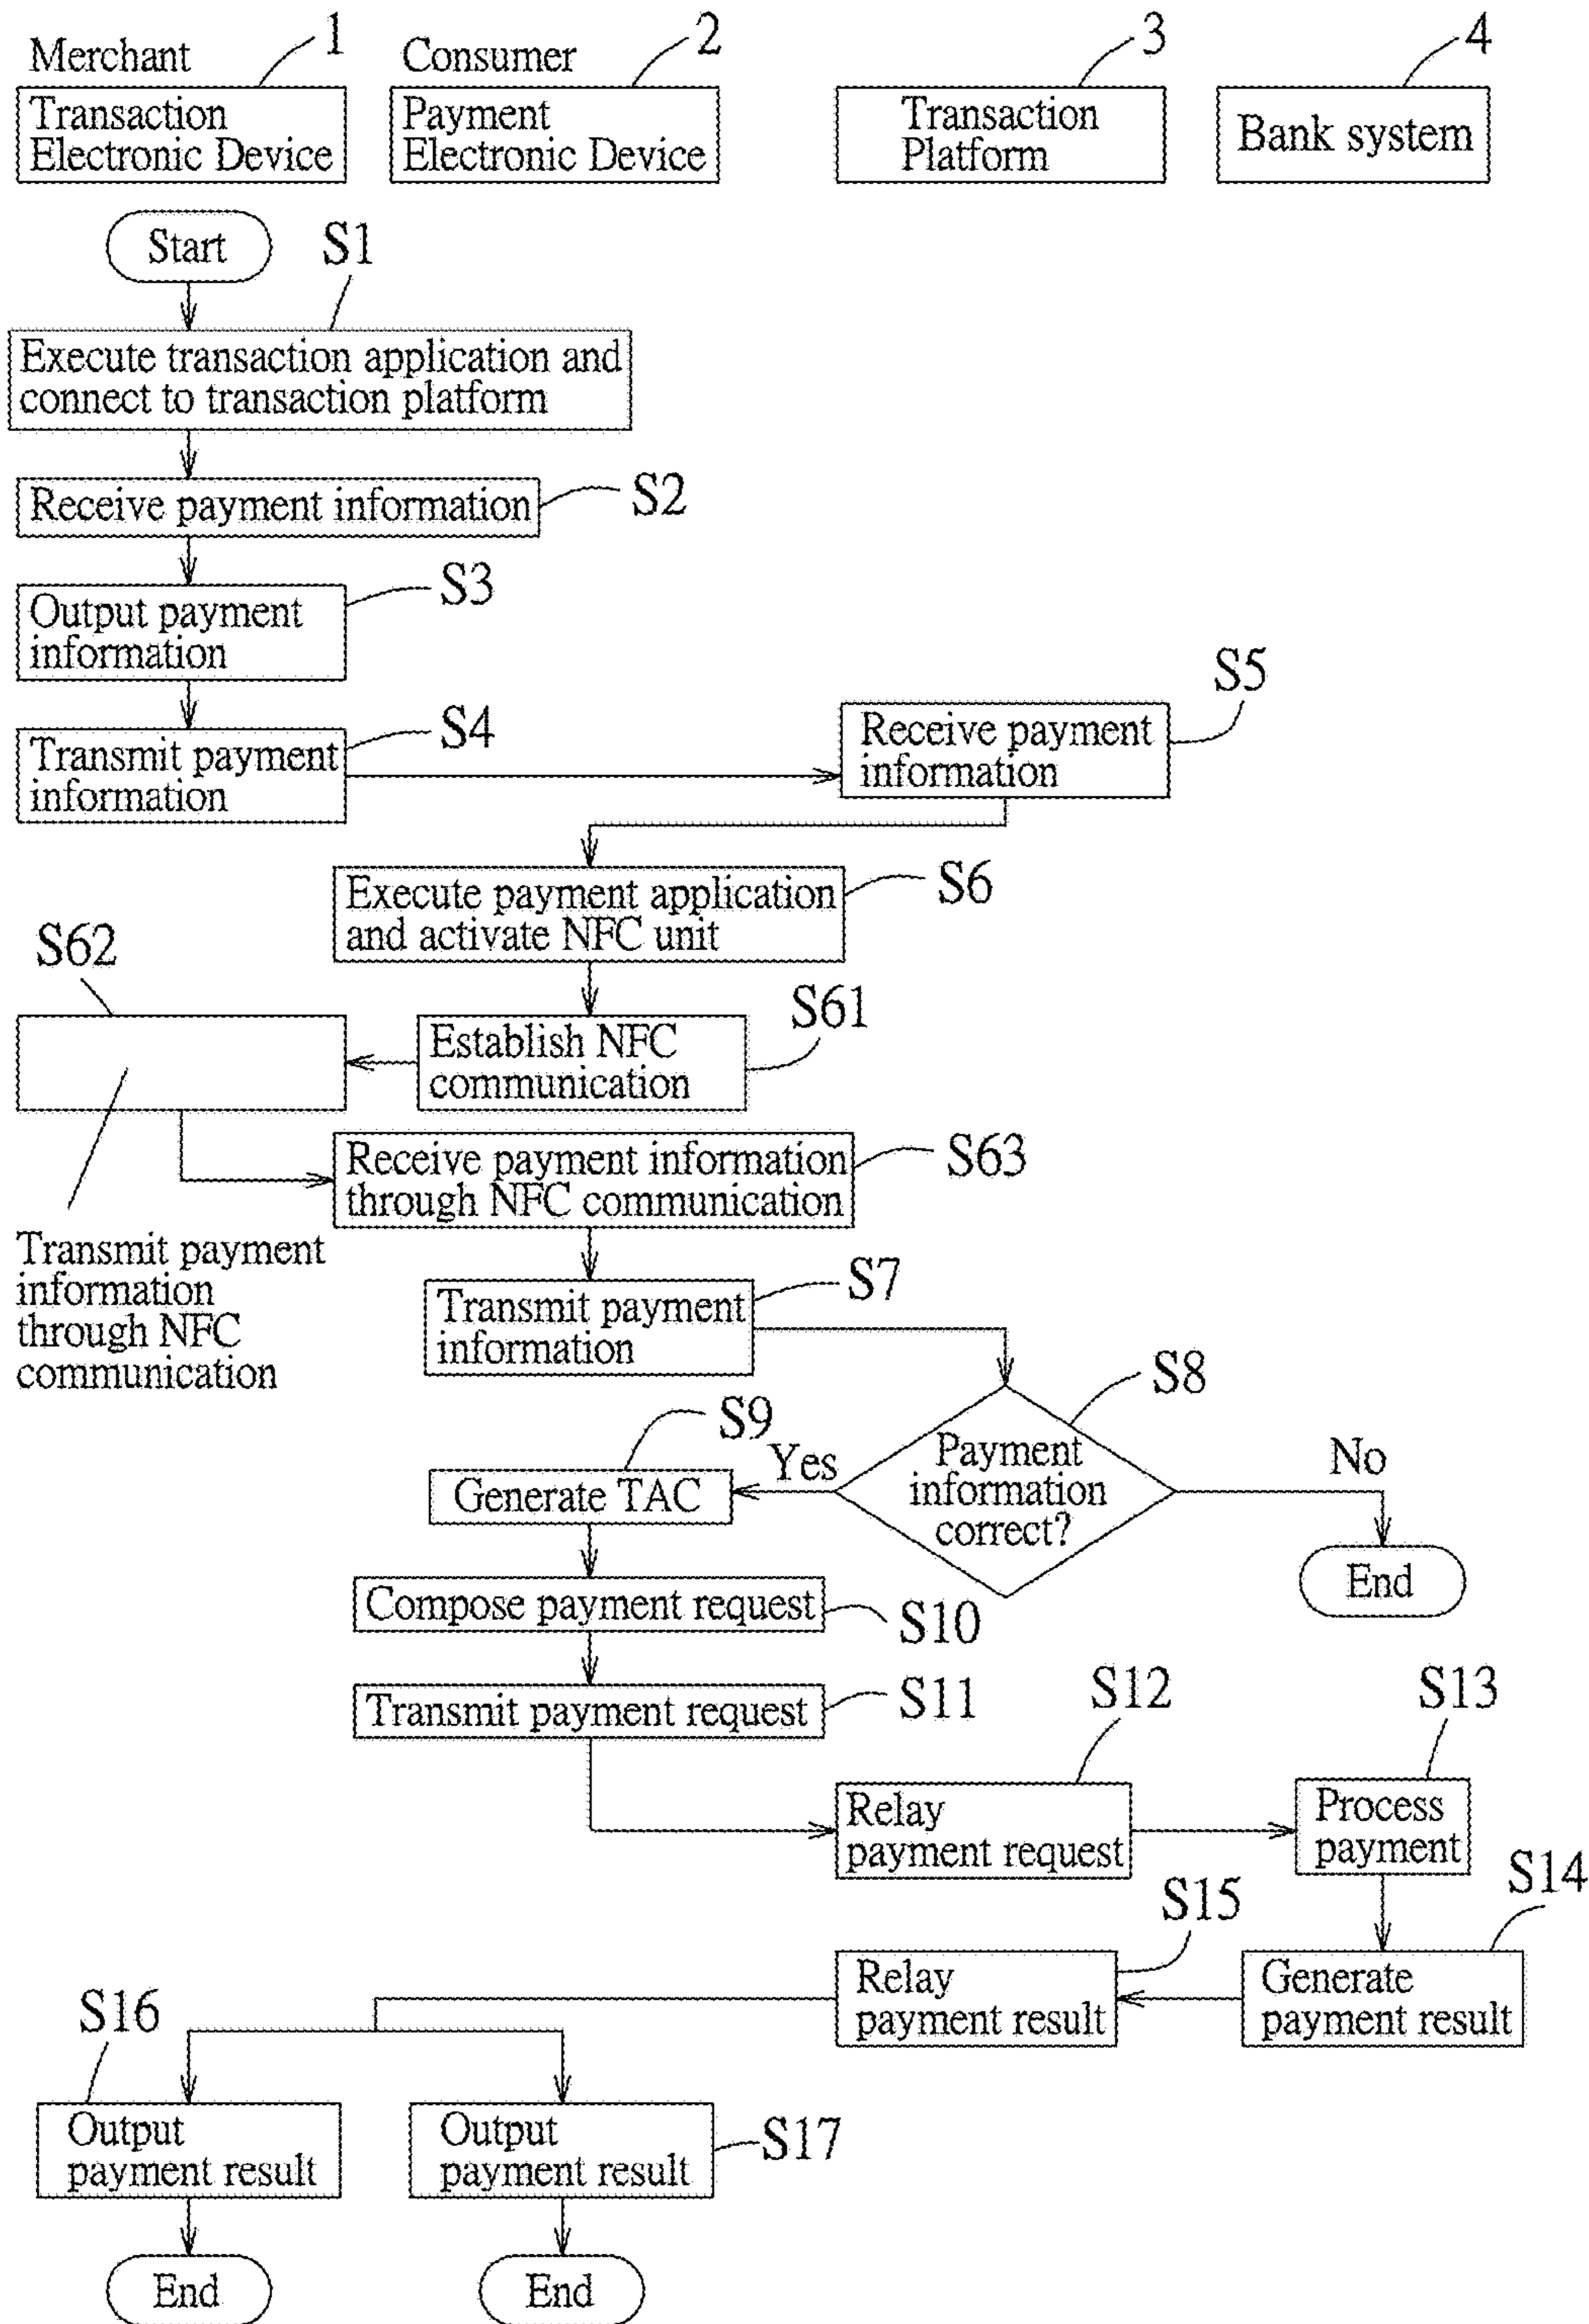 1
2
3
4
Merchant
Consumer
Transaction
Electronic Device
Payment
Electronic Device
Transaction
Platform
Bank system
Start
S1
Execute transaction application and
connect to transaction platform
Receive payment information
S2
Output payment
information
S3
Transmit payment
information
S4
Receive payment
information
S5
Execute payment application
and activate NFC unit
S6
S62
Establish NFC
communication
S61
Receive payment information
through NFC communication
S63
Transmit payment
information
through NFC
communication
Transmit payment
information
S7
Payment
information
correct?
S8
Yes
No
End
Generate TAC
S9
Compose payment request
S10
Transmit payment request
S11
Relay
payment request
S12
Process
payment
S13
Generate
payment result
S14
Relay
payment result
S15
Output
payment result
S16
Output
payment result
S17
End
End